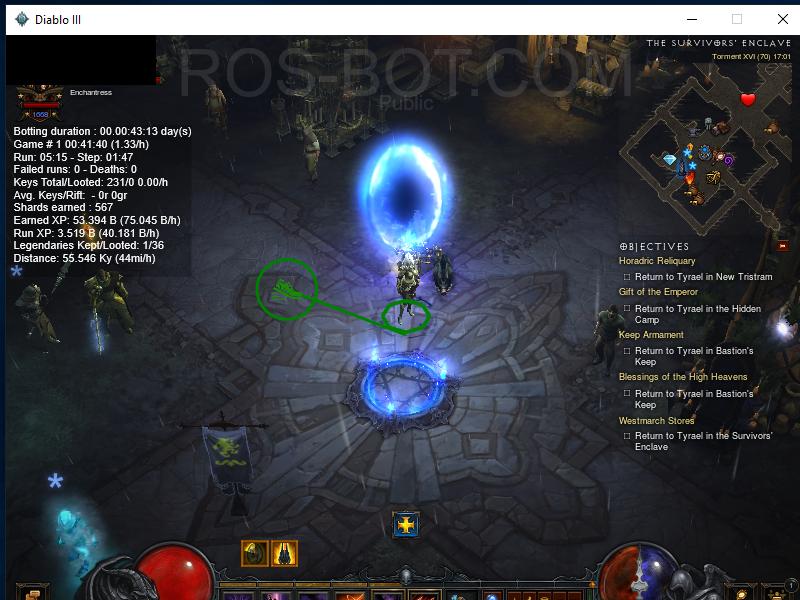 Diablo III
THE SURVIVORS' ENCLAVE
Torment XVI (70) 17:01
ROS-BOT.COM
Public
Enchantress
1668
Botting duration : 00.00:43:13 day(s)
Game # 1 00:41:40 (1.33/h)
Run: 05:15 - Step: 01:47
Failed runs: 0 - Deaths: 0
Keys Total/Looted: 231/0 0.00/h
Avg. Keys/Rift:  - 0r 0gr
Shards earned : 567
Earned XP: 53.394 B (75.045 B/h)
Run XP: 3.519 B (40.181 B/h)
Legendaries Kept/Looted: 1/36
Distance: 55.546 Ky (44mi/h)
OBJECTIVES
Horadric Reliquary
Return to Tyrael in New Tristram
Gift of the Emperor
Return to Tyrael in the Hidden
Camp
Keep Armament
Return to Tyrael in Bastion's
Keep
Blessings of the High Heavens
Return to Tyrael in Bastion's
Keep
Westmarch Stores
Return to Tyrael in the Survivors'
Enclave
1